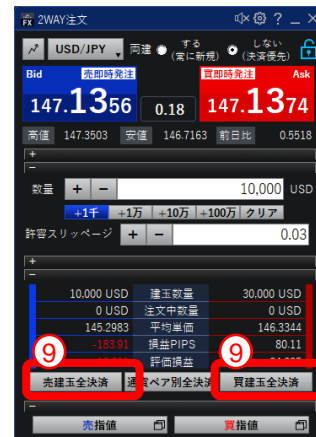 FX 2WAY注文 ? _ ×
USD/JPY 両建 する (常に新規) しない (決済優先)
Bid 売即時発注 買即時発注 Ask
147.1356 0.18 147.1374
高値 147.3503 安値 146.7163 前日比 0.5518
+
−
数量 + − 10,000 USD
+1千 +1万 +10万 +100万 クリア
許容スリッページ + − 0.03
+
−
10,000 USD 建玉数量 30,000 USD
0 USD 注文中数量 0 USD
145.2983 平均単価 146.3344
-183.91 損益PIPS 80.11
評価損益
⑨ ⑨
売建玉全決済 通貨ペア別全決済 買建玉全決済
−
売指値 買指値